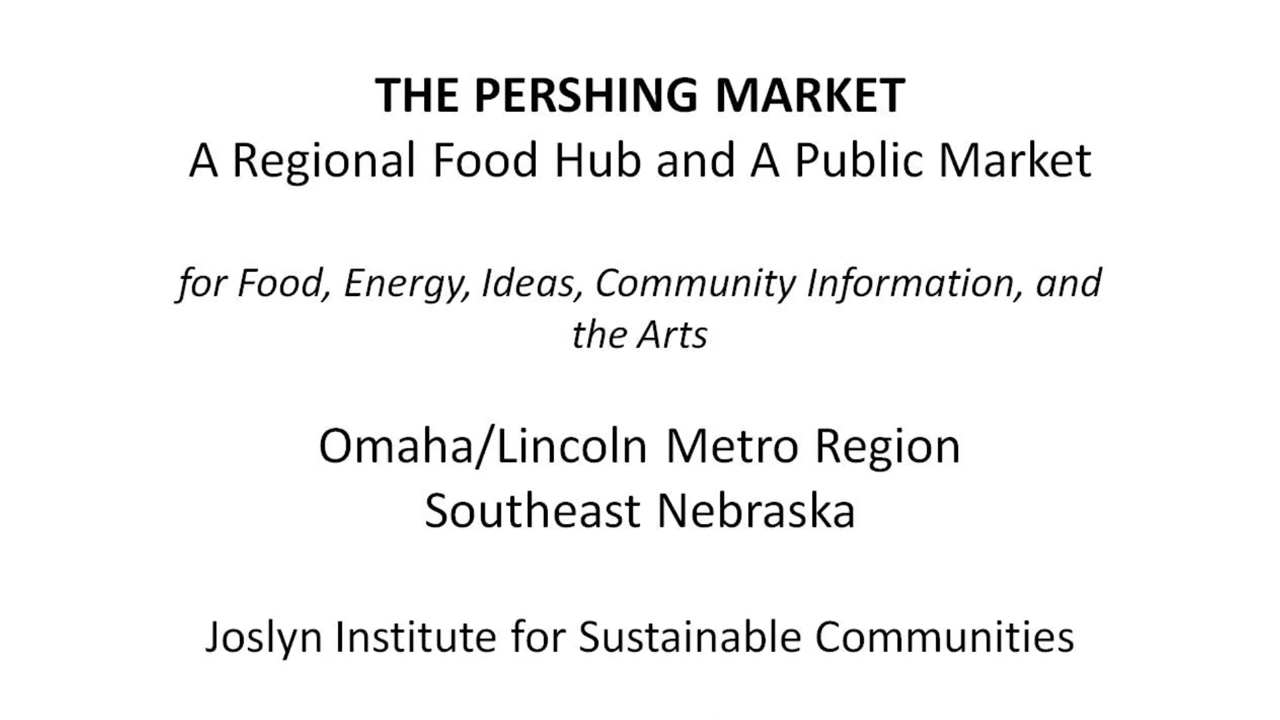 THE PERSHING MARKET
A Regional Food Hub and A Public Market
for Food, Energy, Ideas, Community Information, and
the Arts
Omaha/Lincoln Metro Region
Southeast Nebraska
Joslyn Institute for Sustainable Communities